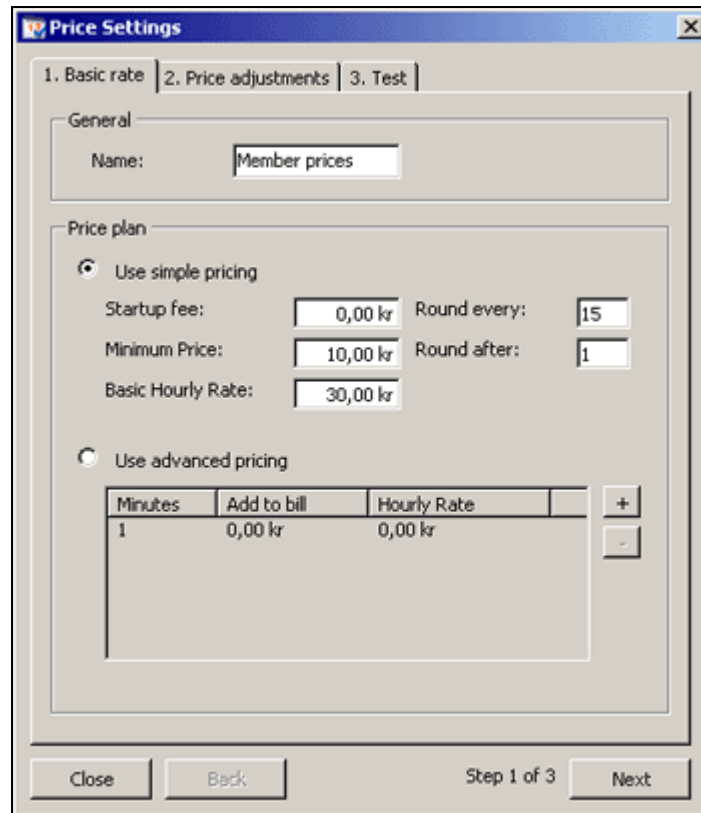 Price Settings
1. Basic rate 2. Price adjustments 3. Test
General
Name: Member prices
Price plan
Use simple pricing
Startup fee: 0,00 kr Round every: 15
Minimum Price: 10,00 kr Round after: 1
Basic Hourly Rate: 30,00 kr
Use advanced pricing
Minutes Add to bill Hourly Rate +
1 0,00 kr 0,00 kr -
Close Back Step 1 of 3 Next